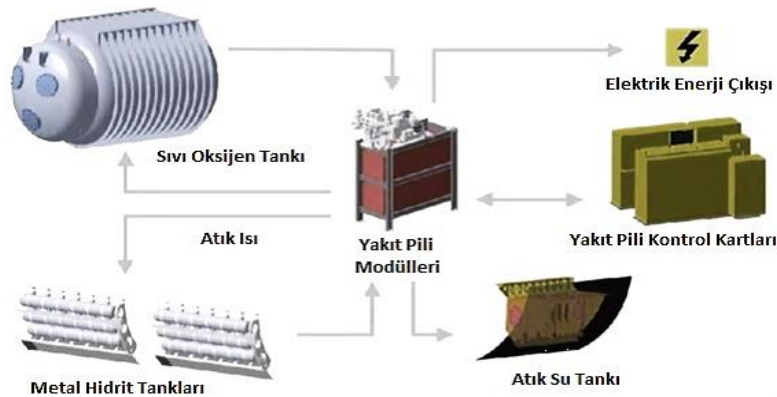 Elektrik Enerji Çıkışı
Sıvı Oksijen Tankı
Atık Isı
Yakıt Pili
Modülleri
Yakıt Pili Kontrol Kartları
Metal Hidrit Tankları
Atık Su Tankı